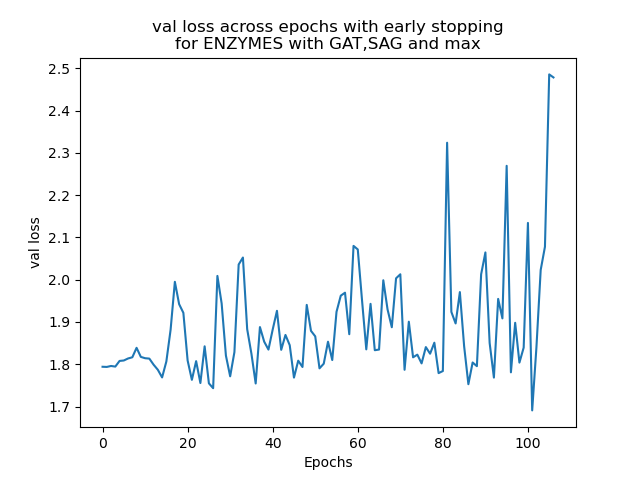 val loss across epochs with early stopping
for ENZYMES with GAT,SAG and max
2.5
2.4
2.3
2.2
2.1
2.0
1.9
1.8
1.7
val loss
0 20 40 60 80 100
Epochs